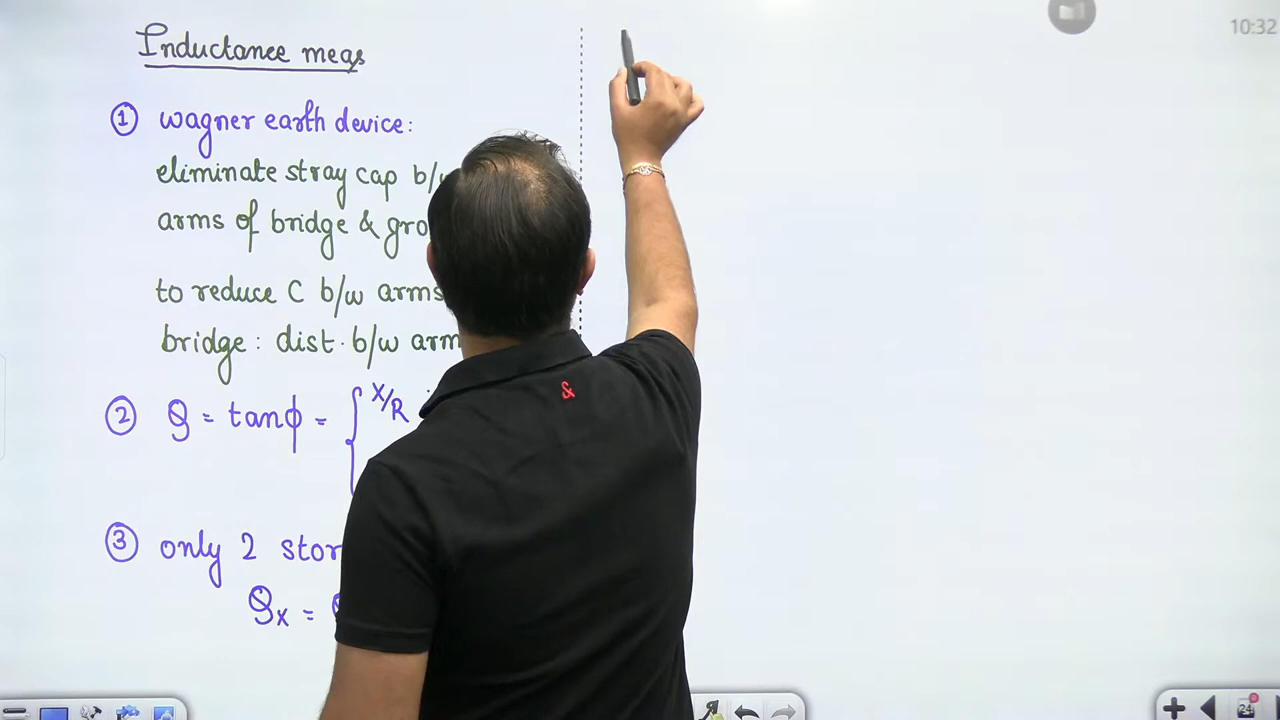 Inductance meas
① wagner earth device:
eliminate stray cap b/w
arms of bridge & gro
to reduce C b/w arms
bridge : dist. b/w arm
② Q = tanϕ = { X/R
③ only 2 stor
Qx =
&
10:32
24